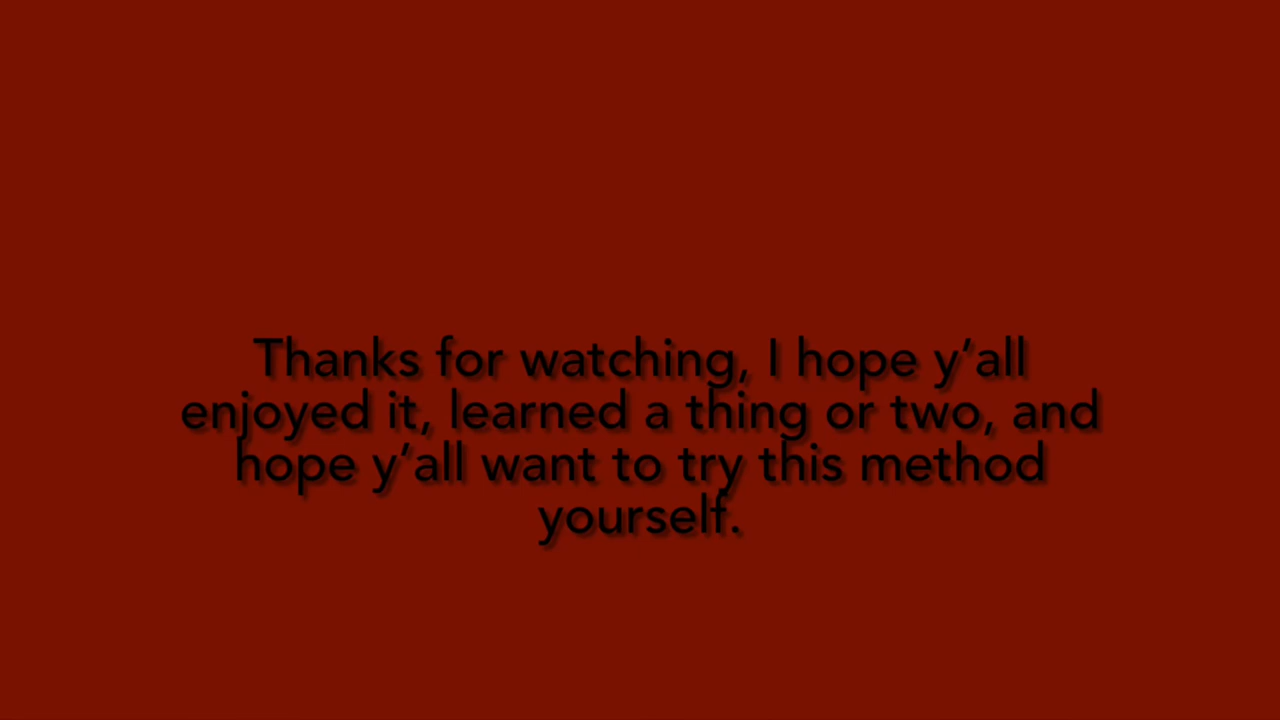 Thanks for watching, I hope y’all
enjoyed it, learned a thing or two, and
hope y’all want to try this method
yourself.